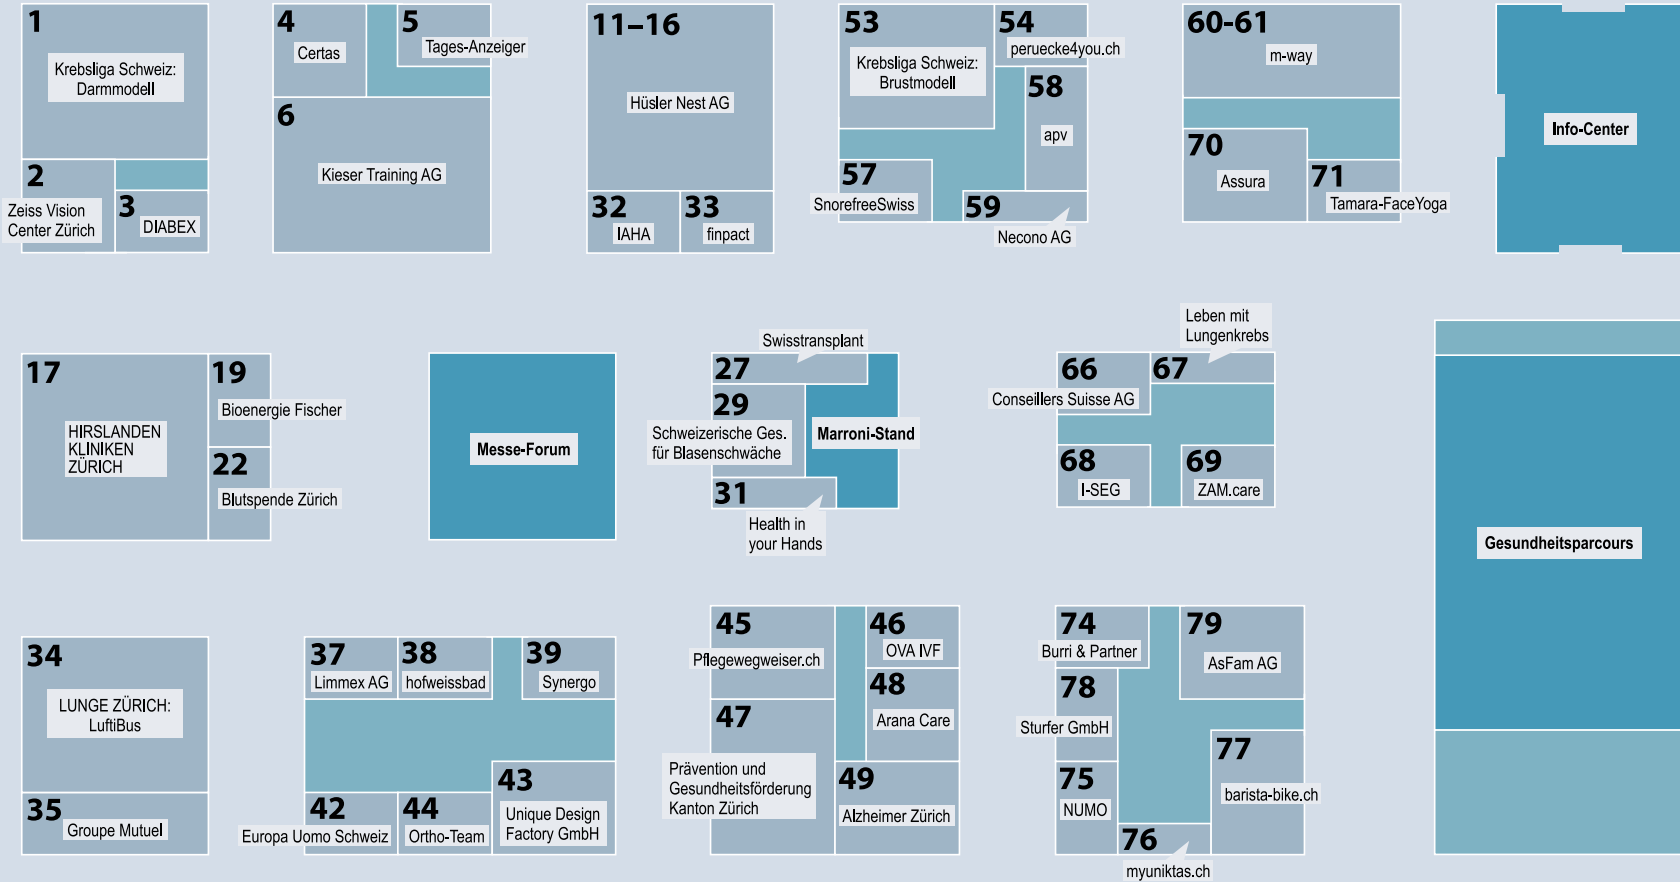 1
Krebsliga Schweiz:
Darmmodell
2
Zeiss Vision
Center Zürich
3
DIABEX
4
Certas
5
Tages-Anzeiger
6
Kieser Training AG
11–16
Hüsler Nest AG
32
IAHA
33
finpact
53
Krebsliga Schweiz:
Brustmodell
54
peruecke4you.ch
58
apv
57
SnorefreeSwiss
59
Necono AG
60-61
m-way
70
Assura
71
Tamara-FaceYoga
Info-Center
17
HIRSLANDEN
KLINIKEN
ZÜRICH
19
Bioenergie Fischer
22
Blutspende Zürich
Messe-Forum
Swisstransplant
27
29
Schweizerische Ges.
für Blasenschwäche
Marroni-Stand
31
Health in
your Hands
Leben mit
Lungenkrebs
66
Conseillers Suisse AG
67
68
I-SEG
69
ZAM.care
Gesundheitsparcours
34
LUNGE ZÜRICH:
LuftiBus
35
Groupe Mutuel
37
Limmex AG
38
hofweissbad
39
Synergo
42
Europa Uomo Schweiz
44
Ortho-Team
43
Unique Design
Factory GmbH
45
Pflegewegweiser.ch
46
OVA IVF
47
Prävention und
Gesundheitsförderung
Kanton Zürich
48
Arana Care
49
Alzheimer Zürich
74
Burri & Partner
79
AsFam AG
78
Sturfer GmbH
75
NUMO
77
barista-bike.ch
76
myuniktas.ch